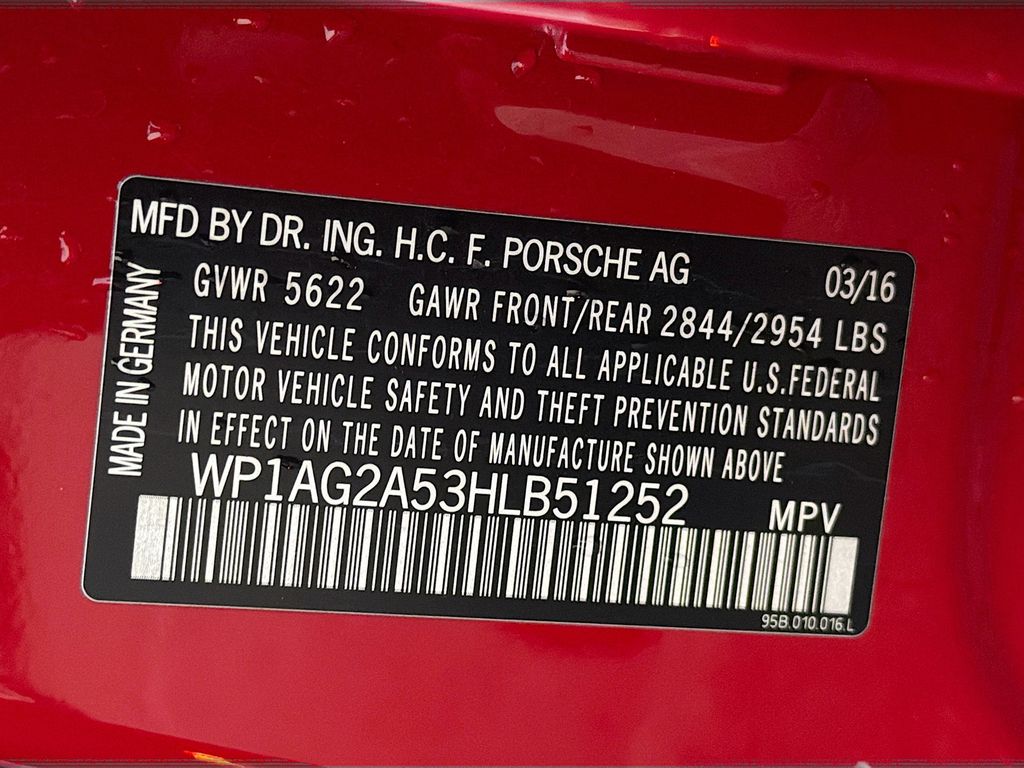 MFD BY DR. ING. H.C. F. PORSCHE AG 03/16
GVWR 5622 GAWR FRONT/REAR 2844/2954 LBS
THIS VEHICLE CONFORMS TO ALL APPLICABLE U.S.FEDERAL
MOTOR VEHICLE SAFETY AND THEFT PREVENTION STANDARDS
IN EFFECT ON THE DATE OF MANUFACTURE SHOWN ABOVE
WP1AG2A53HLB51252 MPV
95B.010.016.L
MADE IN GERMANY